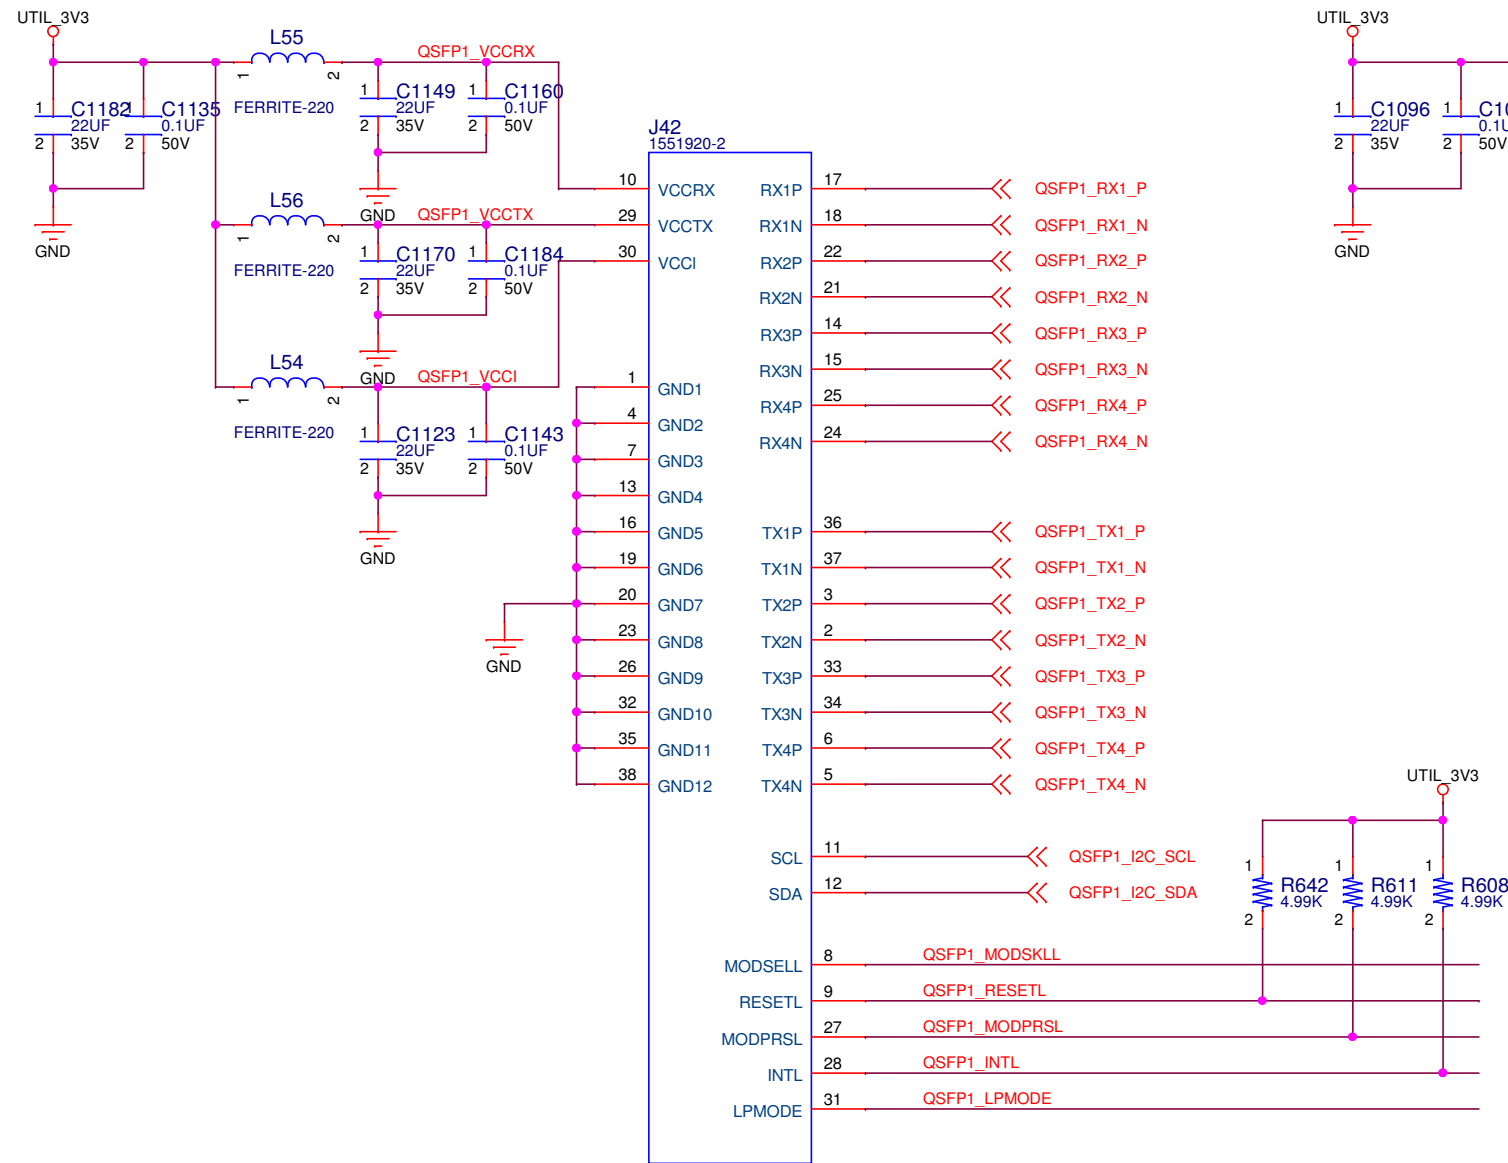 UTIL_3V3
UTIL_3V3
L55
1
2
FERRITE-220
QSFP1_VCCRX
1
C1182
22UF
2
35V
1
C1135
0.1UF
2
50V
1
C1149
22UF
2
35V
1
C1160
0.1UF
2
50V
1
C1096
22UF
2
35V
1
2
50V
GND
GND
GND
J42
1551920-2
L56
1
2
FERRITE-220
QSFP1_VCCTX
1
C1170
22UF
2
35V
1
C1184
0.1UF
2
50V
GND
L54
1
2
FERRITE-220
QSFP1_VCCI
1
C1123
22UF
2
35V
1
C1143
0.1UF
2
50V
GND
10 VCCRX
29 VCCTX
30 VCCI
1 GND1
4 GND2
7 GND3
13 GND4
16 GND5
19 GND6
20 GND7
23 GND8
26 GND9
32 GND10
35 GND11
38 GND12
GND
RX1P 17 QSFP1_RX1_P
RX1N 18 QSFP1_RX1_N
RX2P 22 QSFP1_RX2_P
RX2N 21 QSFP1_RX2_N
RX3P 14 QSFP1_RX3_P
RX3N 15 QSFP1_RX3_N
RX4P 25 QSFP1_RX4_P
RX4N 24 QSFP1_RX4_N
TX1P 36 QSFP1_TX1_P
TX1N 37 QSFP1_TX1_N
TX2P 3 QSFP1_TX2_P
TX2N 2 QSFP1_TX2_N
TX3P 33 QSFP1_TX3_P
TX3N 34 QSFP1_TX3_N
TX4P 6 QSFP1_TX4_P
TX4N 5 QSFP1_TX4_N
SCL 11 QSFP1_I2C_SCL
SDA 12 QSFP1_I2C_SDA
MODSELL 8 QSFP1_MODSKLL
RESETL 9 QSFP1_RESETL
MODPRSL 27 QSFP1_MODPRSL
INTL 28 QSFP1_INTL
LPMODE 31 QSFP1_LPMODE
UTIL_3V3
1
R642
4.99K
2
1
R611
4.99K
2
1
R608
4.99K
2